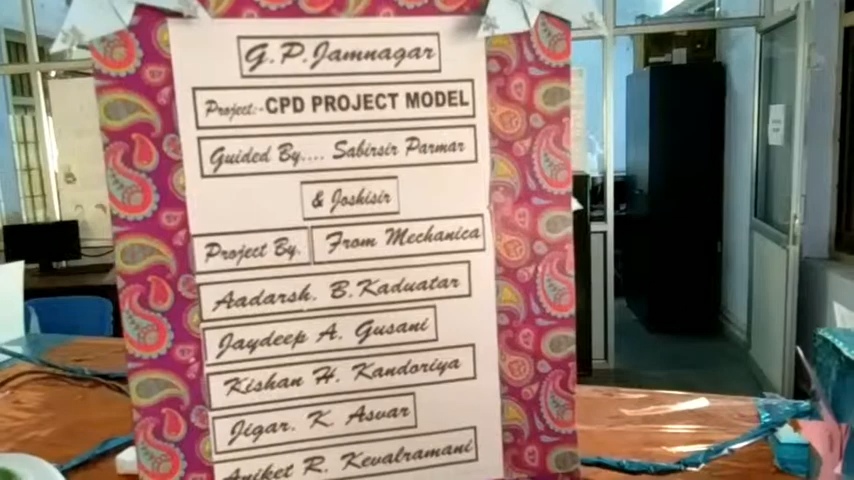 G.P.Jamnagar
Project:-CPD PROJECT MODEL
Guided By.... Sabirsir Parmar
& Joshisir
Project By. From Mechanica
Aadarsh. B. Kaduatar
Jaydeep A. Gusani
Kishan H. Kandoriya
Jigar. K. Asvar
Aniket R. Kevalramani